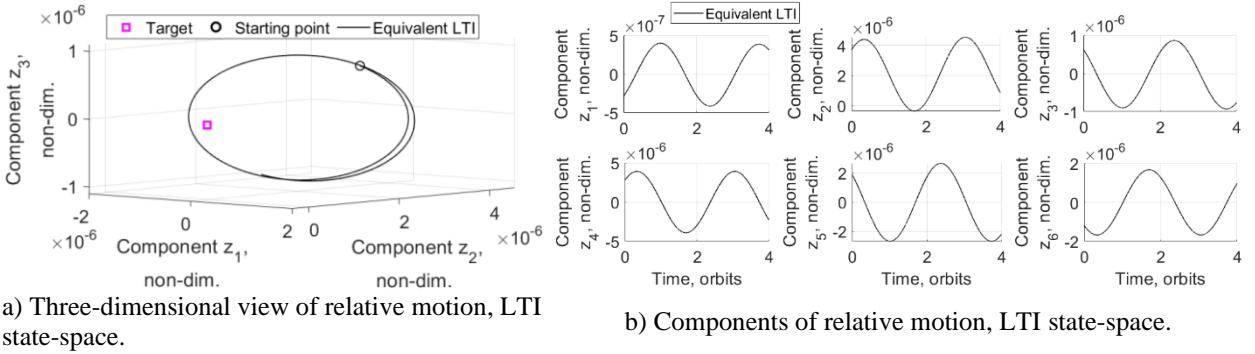 ×10⁻⁶
Target Starting point Equivalent LTI
Component z₃,
non-dim.
1
0
-1
-2
0
2
0
2
4
×10⁻⁶
×10⁻⁶
Component z₁,
non-dim.
Component z₂,
non-dim.
a) Three-dimensional view of relative motion, LTI
state-space.
Equivalent LTI
×10⁻⁷
Component
z₁, non-dim.
5
0
-5
0 2 4
×10⁻⁶
Component
z₂, non-dim.
4
2
0
0 2 4
×10⁻⁶
Component
z₃, non-dim.
1
0
-1
0 2 4
×10⁻⁶
Component
z₄, non-dim.
5
0
-5
0 2 4
Time, orbits
×10⁻⁶
Component
z₅, non-dim.
2
0
-2
0 2 4
Time, orbits
×10⁻⁶
Component
z₆, non-dim.
2
0
-2
0 2 4
Time, orbits
b) Components of relative motion, LTI state-space.